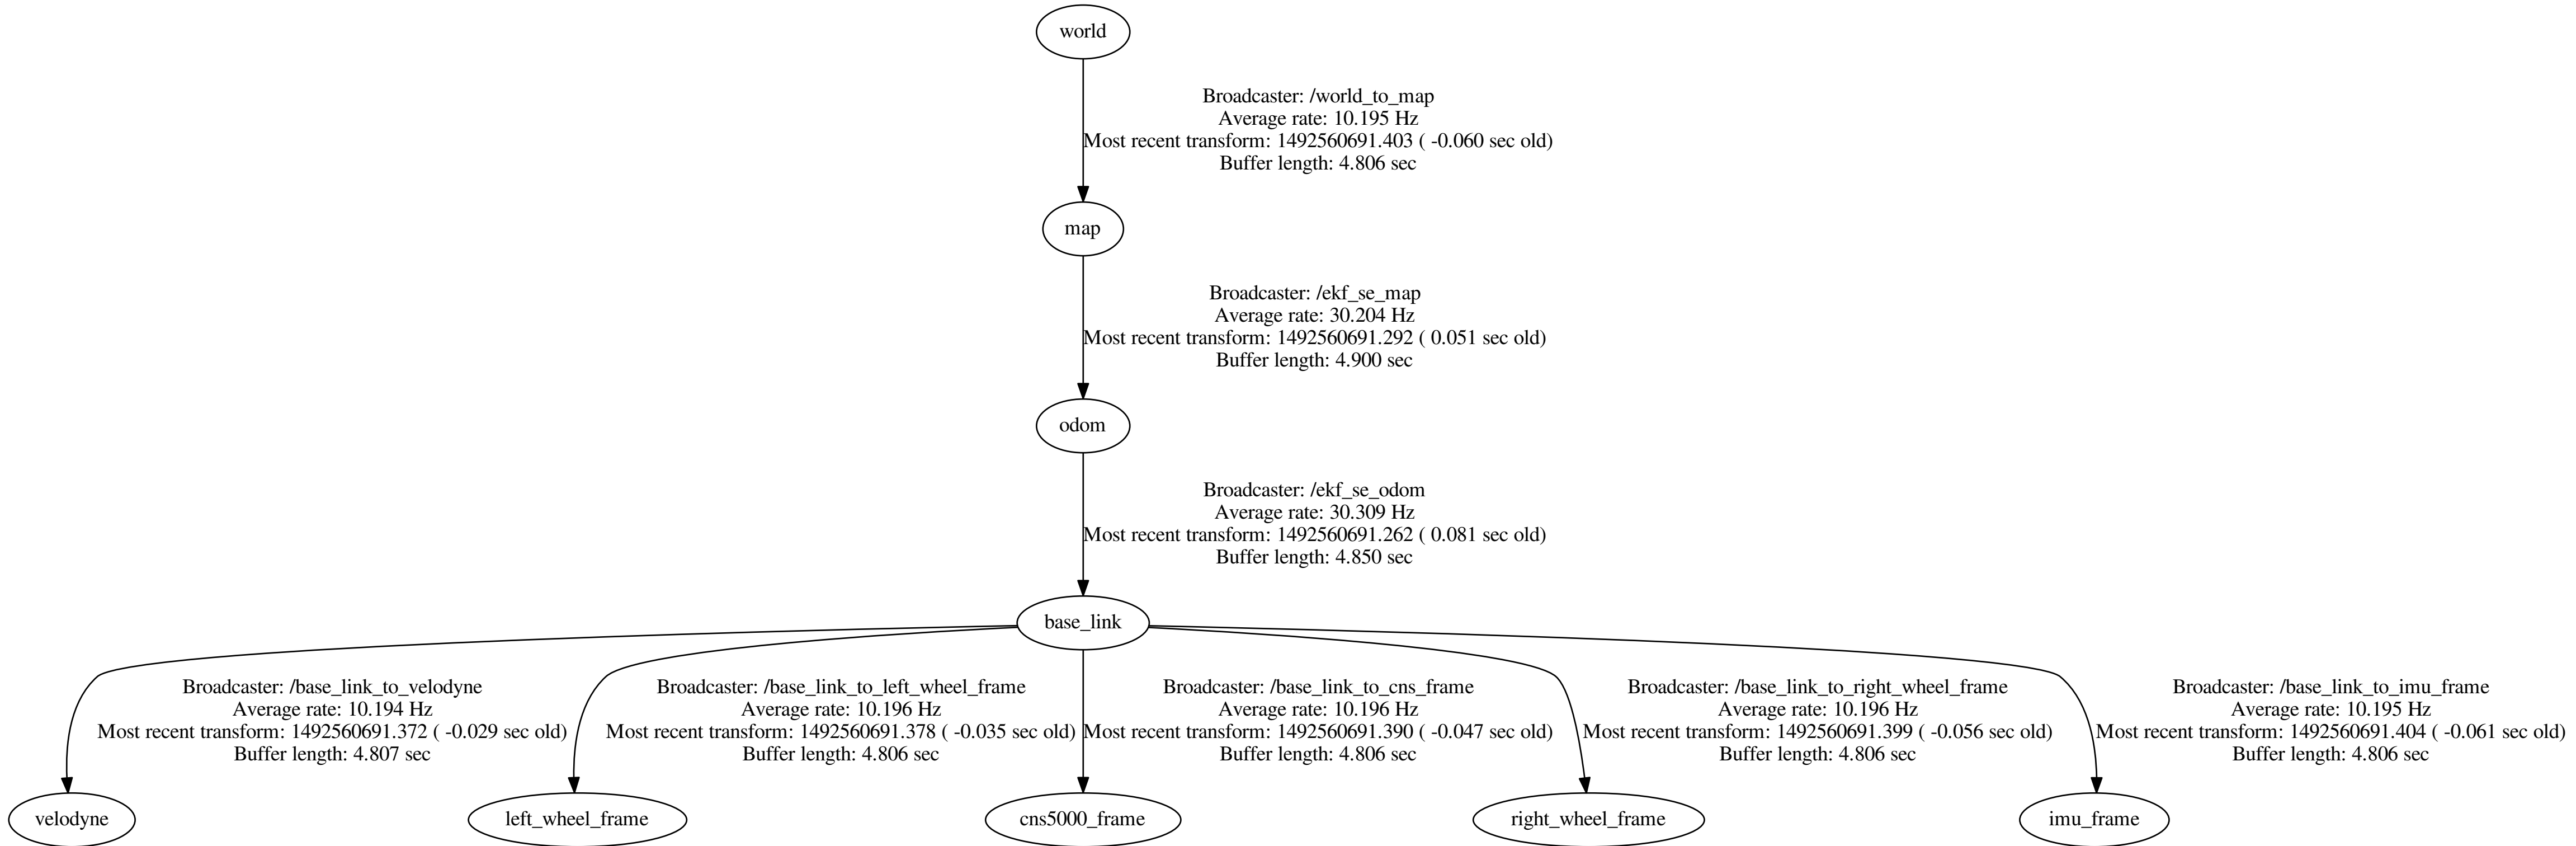 world
Broadcaster: /world_to_map
Average rate: 10.195 Hz
Most recent transform: 1492560691.403 ( -0.060 sec old)
Buffer length: 4.806 sec
map
Broadcaster: /ekf_se_map
Average rate: 30.204 Hz
Most recent transform: 1492560691.292 ( 0.051 sec old)
Buffer length: 4.900 sec
odom
Broadcaster: /ekf_se_odom
Average rate: 30.309 Hz
Most recent transform: 1492560691.262 ( 0.081 sec old)
Buffer length: 4.850 sec
base_link
Broadcaster: /base_link_to_velodyne
Average rate: 10.194 Hz
Most recent transform: 1492560691.372 ( -0.029 sec old)
Buffer length: 4.807 sec
Broadcaster: /base_link_to_left_wheel_frame
Average rate: 10.196 Hz
Most recent transform: 1492560691.378 ( -0.035 sec old)
Buffer length: 4.806 sec
Broadcaster: /base_link_to_cns_frame
Average rate: 10.196 Hz
Most recent transform: 1492560691.390 ( -0.047 sec old)
Buffer length: 4.806 sec
Broadcaster: /base_link_to_right_wheel_frame
Average rate: 10.196 Hz
Most recent transform: 1492560691.399 ( -0.056 sec old)
Buffer length: 4.806 sec
Broadcaster: /base_link_to_imu_frame
Average rate: 10.195 Hz
Most recent transform: 1492560691.404 ( -0.061 sec old)
Buffer length: 4.806 sec
velodyne
left_wheel_frame
cns5000_frame
right_wheel_frame
imu_frame